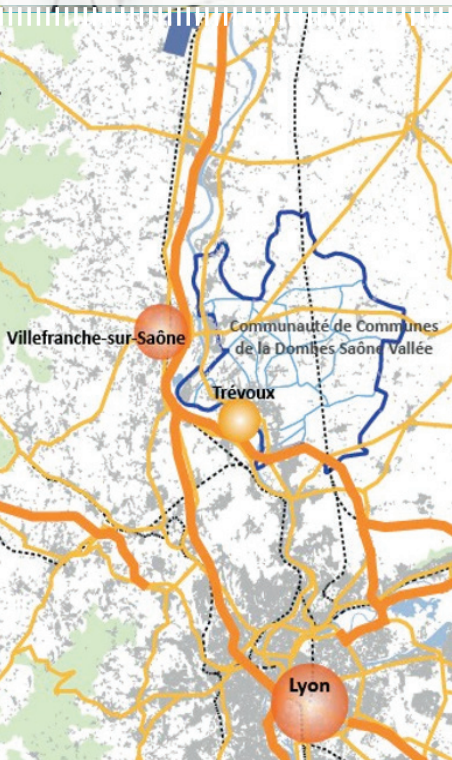 Villefranche-sur-Saône
Communauté de Communes
de la Dombes Saône Vallée
Trévoux
Lyon